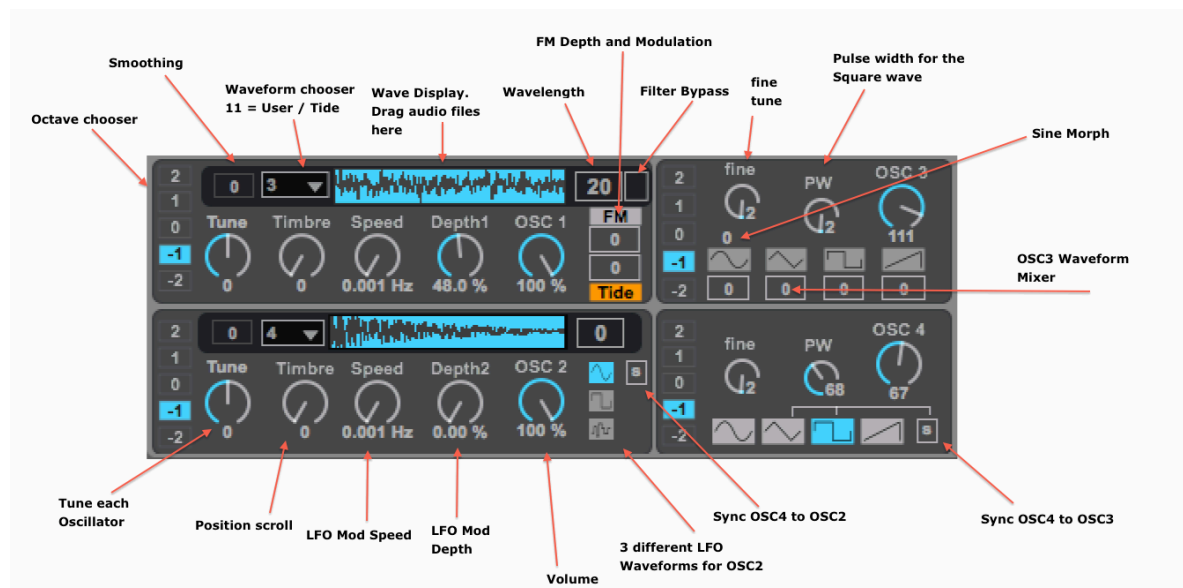 FM Depth and Modulation
Smoothing
Waveform chooser
11 = User / Tide
Wave Display.
Drag audio files
here
Wavelength
Filter Bypass
fine
tune
Pulse width for the
Square wave
Octave chooser
Sine Morph
2
1
0
-1
-2
0
3
20
Tune
0
Timbre
0
Speed
0.001 Hz
Depth1
48.0 %
OSC 1
100 %
FM
0
0
Tide
2
1
0
-1
-2
fine
0
PW
OSC 3
111
0
0
0
0
OSC3 Waveform
Mixer
2
1
0
-1
-2
0
4
0
Tune
0
Timbre
0
Speed
0.001 Hz
Depth2
0.00 %
OSC 2
100 %
s
2
1
0
-1
-2
fine
PW
68
OSC 4
67
s
Tune each
Oscillator
Position scroll
LFO Mod Speed
LFO Mod
Depth
Volume
3 different LFO
Waveforms for OSC2
Sync OSC4 to OSC2
Sync OSC4 to OSC3